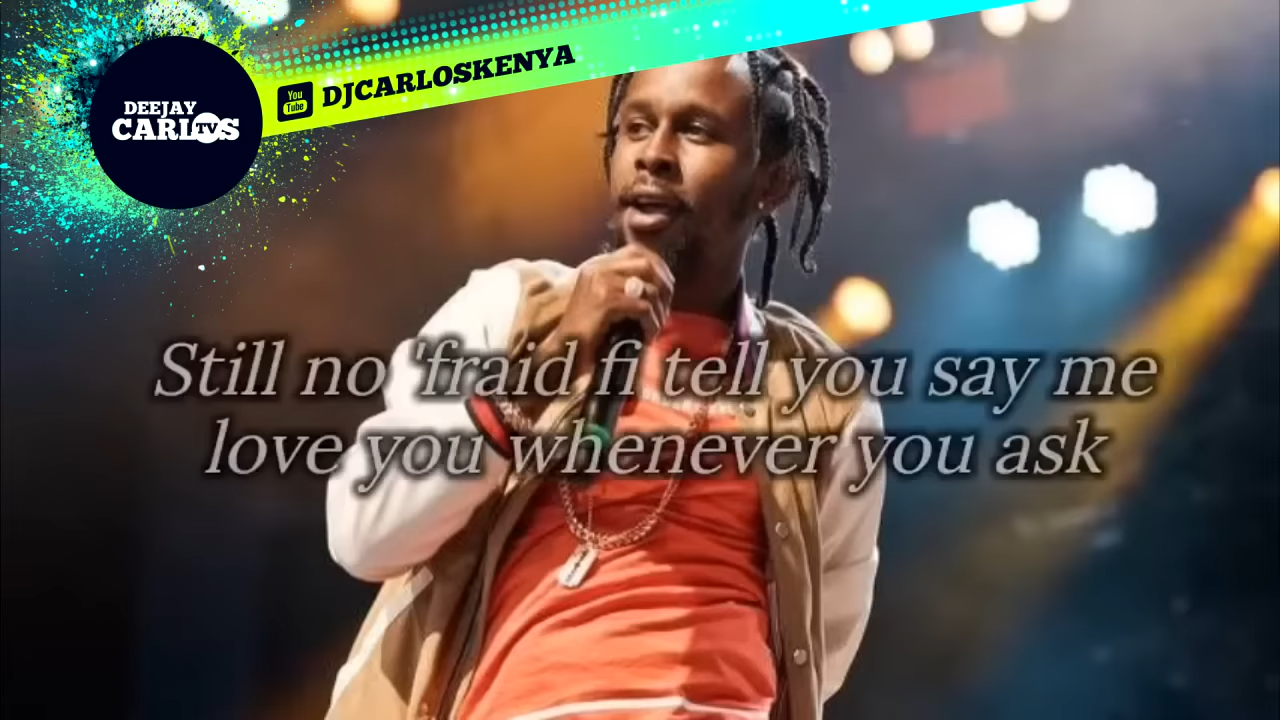 DEEJAY
CARLOS
TV
You
Tube
DJCARLOSKENYA
Still no 'fraid fi tell you say me
love you whenever you ask